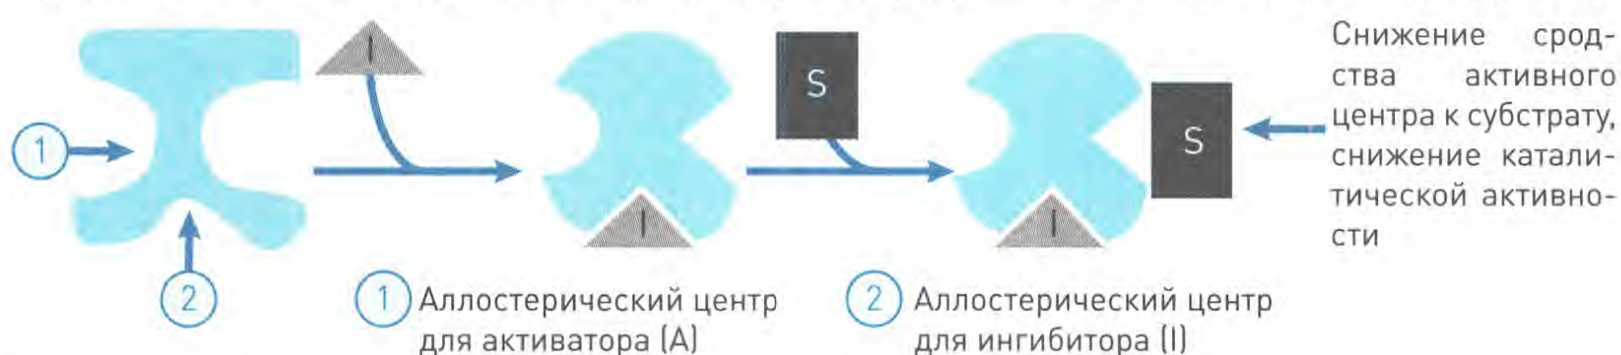 I
S
S
1
I
I
2
Снижение срод-
ства активного
центра к субстрату,
снижение катали-
тической активно-
сти
1 Аллостерический центр
для активатора (A)
2 Аллостерический центр
для ингибитора (I)